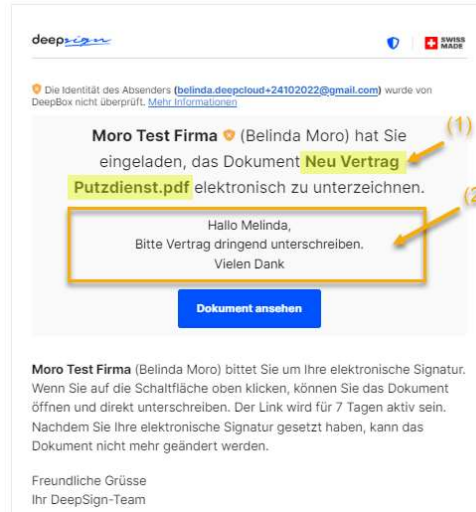 deepsign
SWISS
MADE
Die Identität des Absenders (belinda.deepcloud+24102022@gmail.com) wurde von
DeepBox nicht überprüft. Mehr Informationen
Moro Test Firma (Belinda Moro) hat Sie
(1)
eingeladen, das Dokument Neu Vertrag
Putzdienst.pdf elektronisch zu unterzeichnen.
(2
Hallo Melinda,
Bitte Vertrag dringend unterschreiben.
Vielen Dank
Dokument ansehen
Moro Test Firma (Belinda Moro) bittet Sie um Ihre elektronische Signatur.
Wenn Sie auf die Schaltfläche oben klicken, können Sie das Dokument
öffnen und direkt unterschreiben. Der Link wird für 7 Tagen aktiv sein.
Nachdem Sie Ihre elektronische Signatur gesetzt haben, kann das
Dokument nicht mehr geändert werden.
Freundliche Grüsse
Ihr DeepSign-Team